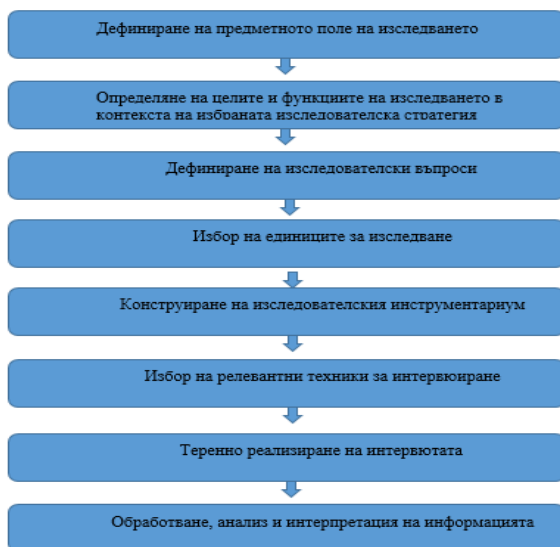 Дефиниране на предметното поле на изследването
Определяне на целите и функциите на изследването в
контекста на избраната изследователска стратегия
Дефиниране на изследователски въпроси
Избор на единиците за изследване
Конструиране на изследователския инструментариум
Избор на релевантни техники за интервюиране
Теренно реализиране на интервютата
Обработване, анализ и интерпретация на информацията